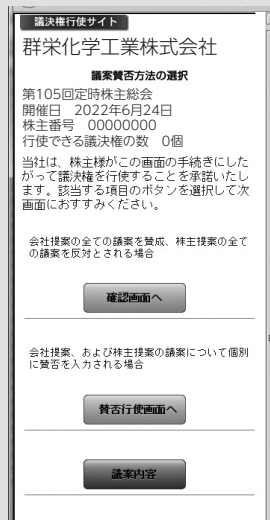 議決権行使サイト
群栄化学工業株式会社
議案賛否方法の選択
第105回定時株主総会
開催日　2022年6月24日
株主番号　00000000
行使できる議決権の数　0個
当社は、株主様がこの画面の手続きにした
がって議決権を行使することを承諾いたし
ます。該当する項目のボタンを選択して次
画面におすすみください。
会社提案の全ての議案を賛成、株主提案の全て
の議案を反対とされる場合
確認画面へ
会社提案、および株主提案の議案について個別
に賛否を入力される場合
賛否行使画面へ
議案内容